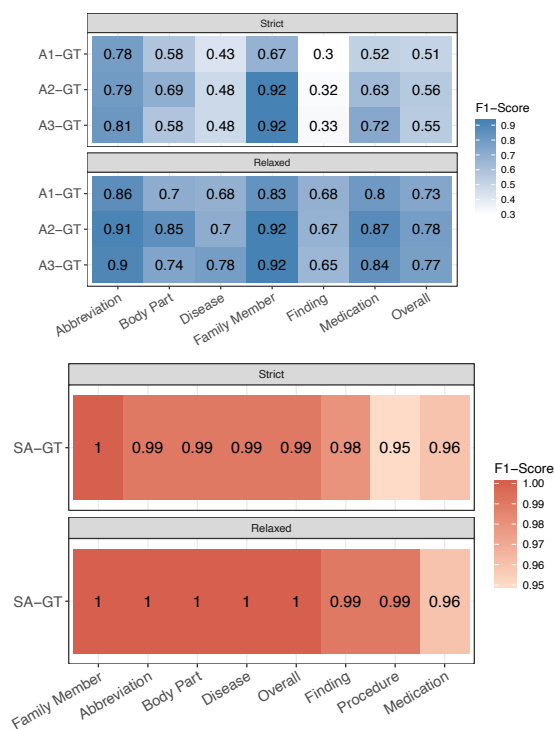 Strict
A1-GT 0.78 0.58 0.43 0.67 0.3 0.52 0.51
A2-GT 0.79 0.69 0.48 0.92 0.32 0.63 0.56
A3-GT 0.81 0.58 0.48 0.92 0.33 0.72 0.55
Relaxed
A1-GT 0.86 0.7 0.68 0.83 0.68 0.8 0.73
A2-GT 0.91 0.85 0.7 0.92 0.67 0.87 0.78
A3-GT 0.9 0.74 0.78 0.92 0.65 0.84 0.77
Abbreviation Body Part Disease Family Member Finding Medication Overall
F1-Score
0.9
0.8
0.7
0.6
0.5
0.4
0.3
Strict
SA-GT 1 0.99 0.99 0.99 0.99 0.98 0.95 0.96
Relaxed
SA-GT 1 1 1 1 1 0.99 0.99 0.96
Family Member Abbreviation Body Part Disease Overall Finding Procedure Medication
F1-Score
1.00
0.99
0.98
0.97
0.96
0.95